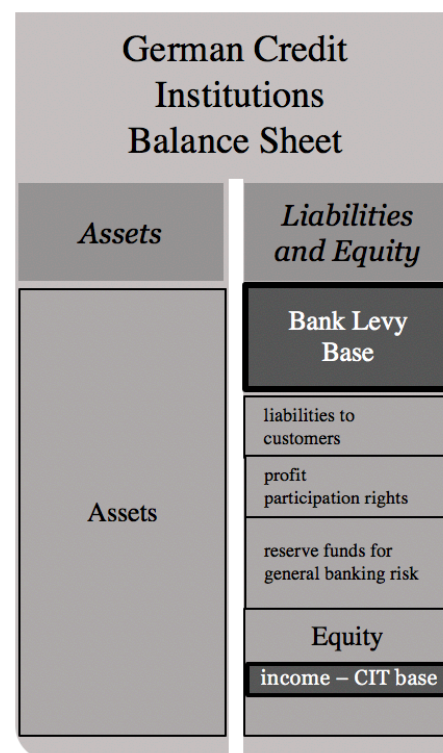 German Credit
Institutions
Balance Sheet
Assets
Liabilities
and Equity
Assets
Bank Levy
Base
liabilities to
customers
profit
participation rights
reserve funds for
general banking risk
Equity
income – CIT base